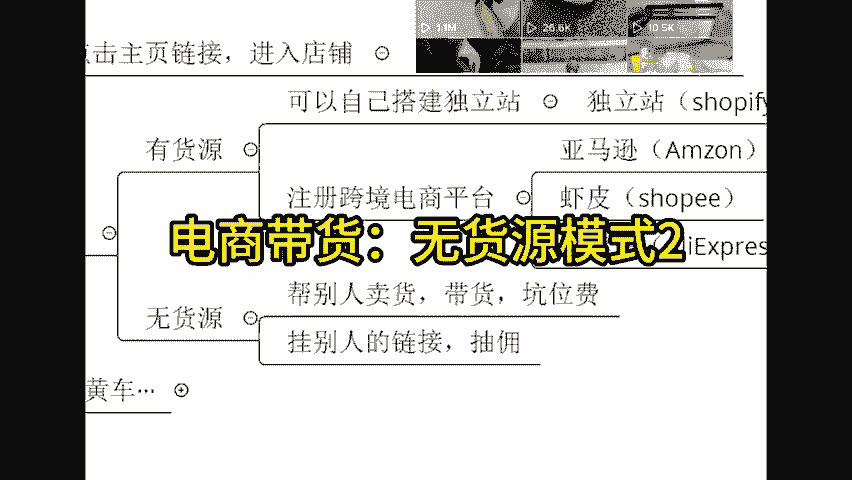 1.1M 28.6K 10.5K
点击主页链接，进入店铺
可以自己搭建独立站 独立站（shopify
有货源
亚马逊（Amzon）
注册跨境电商平台 虾皮（shopee）
电商带货：无货源模式2
iExpres
帮别人卖货，带货，坑位费
无货源
挂别人的链接，抽佣
黄车…